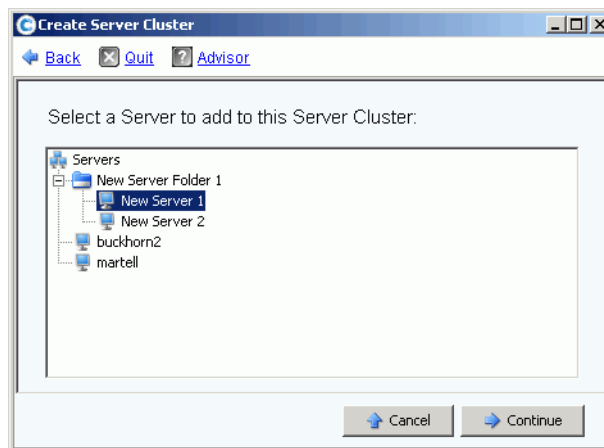 Create Server Cluster
Back Quit Advisor
Select a Server to add to this Server Cluster:
Servers
New Server Folder 1
New Server 1
New Server 2
buckhorn2
martell
Cancel Continue